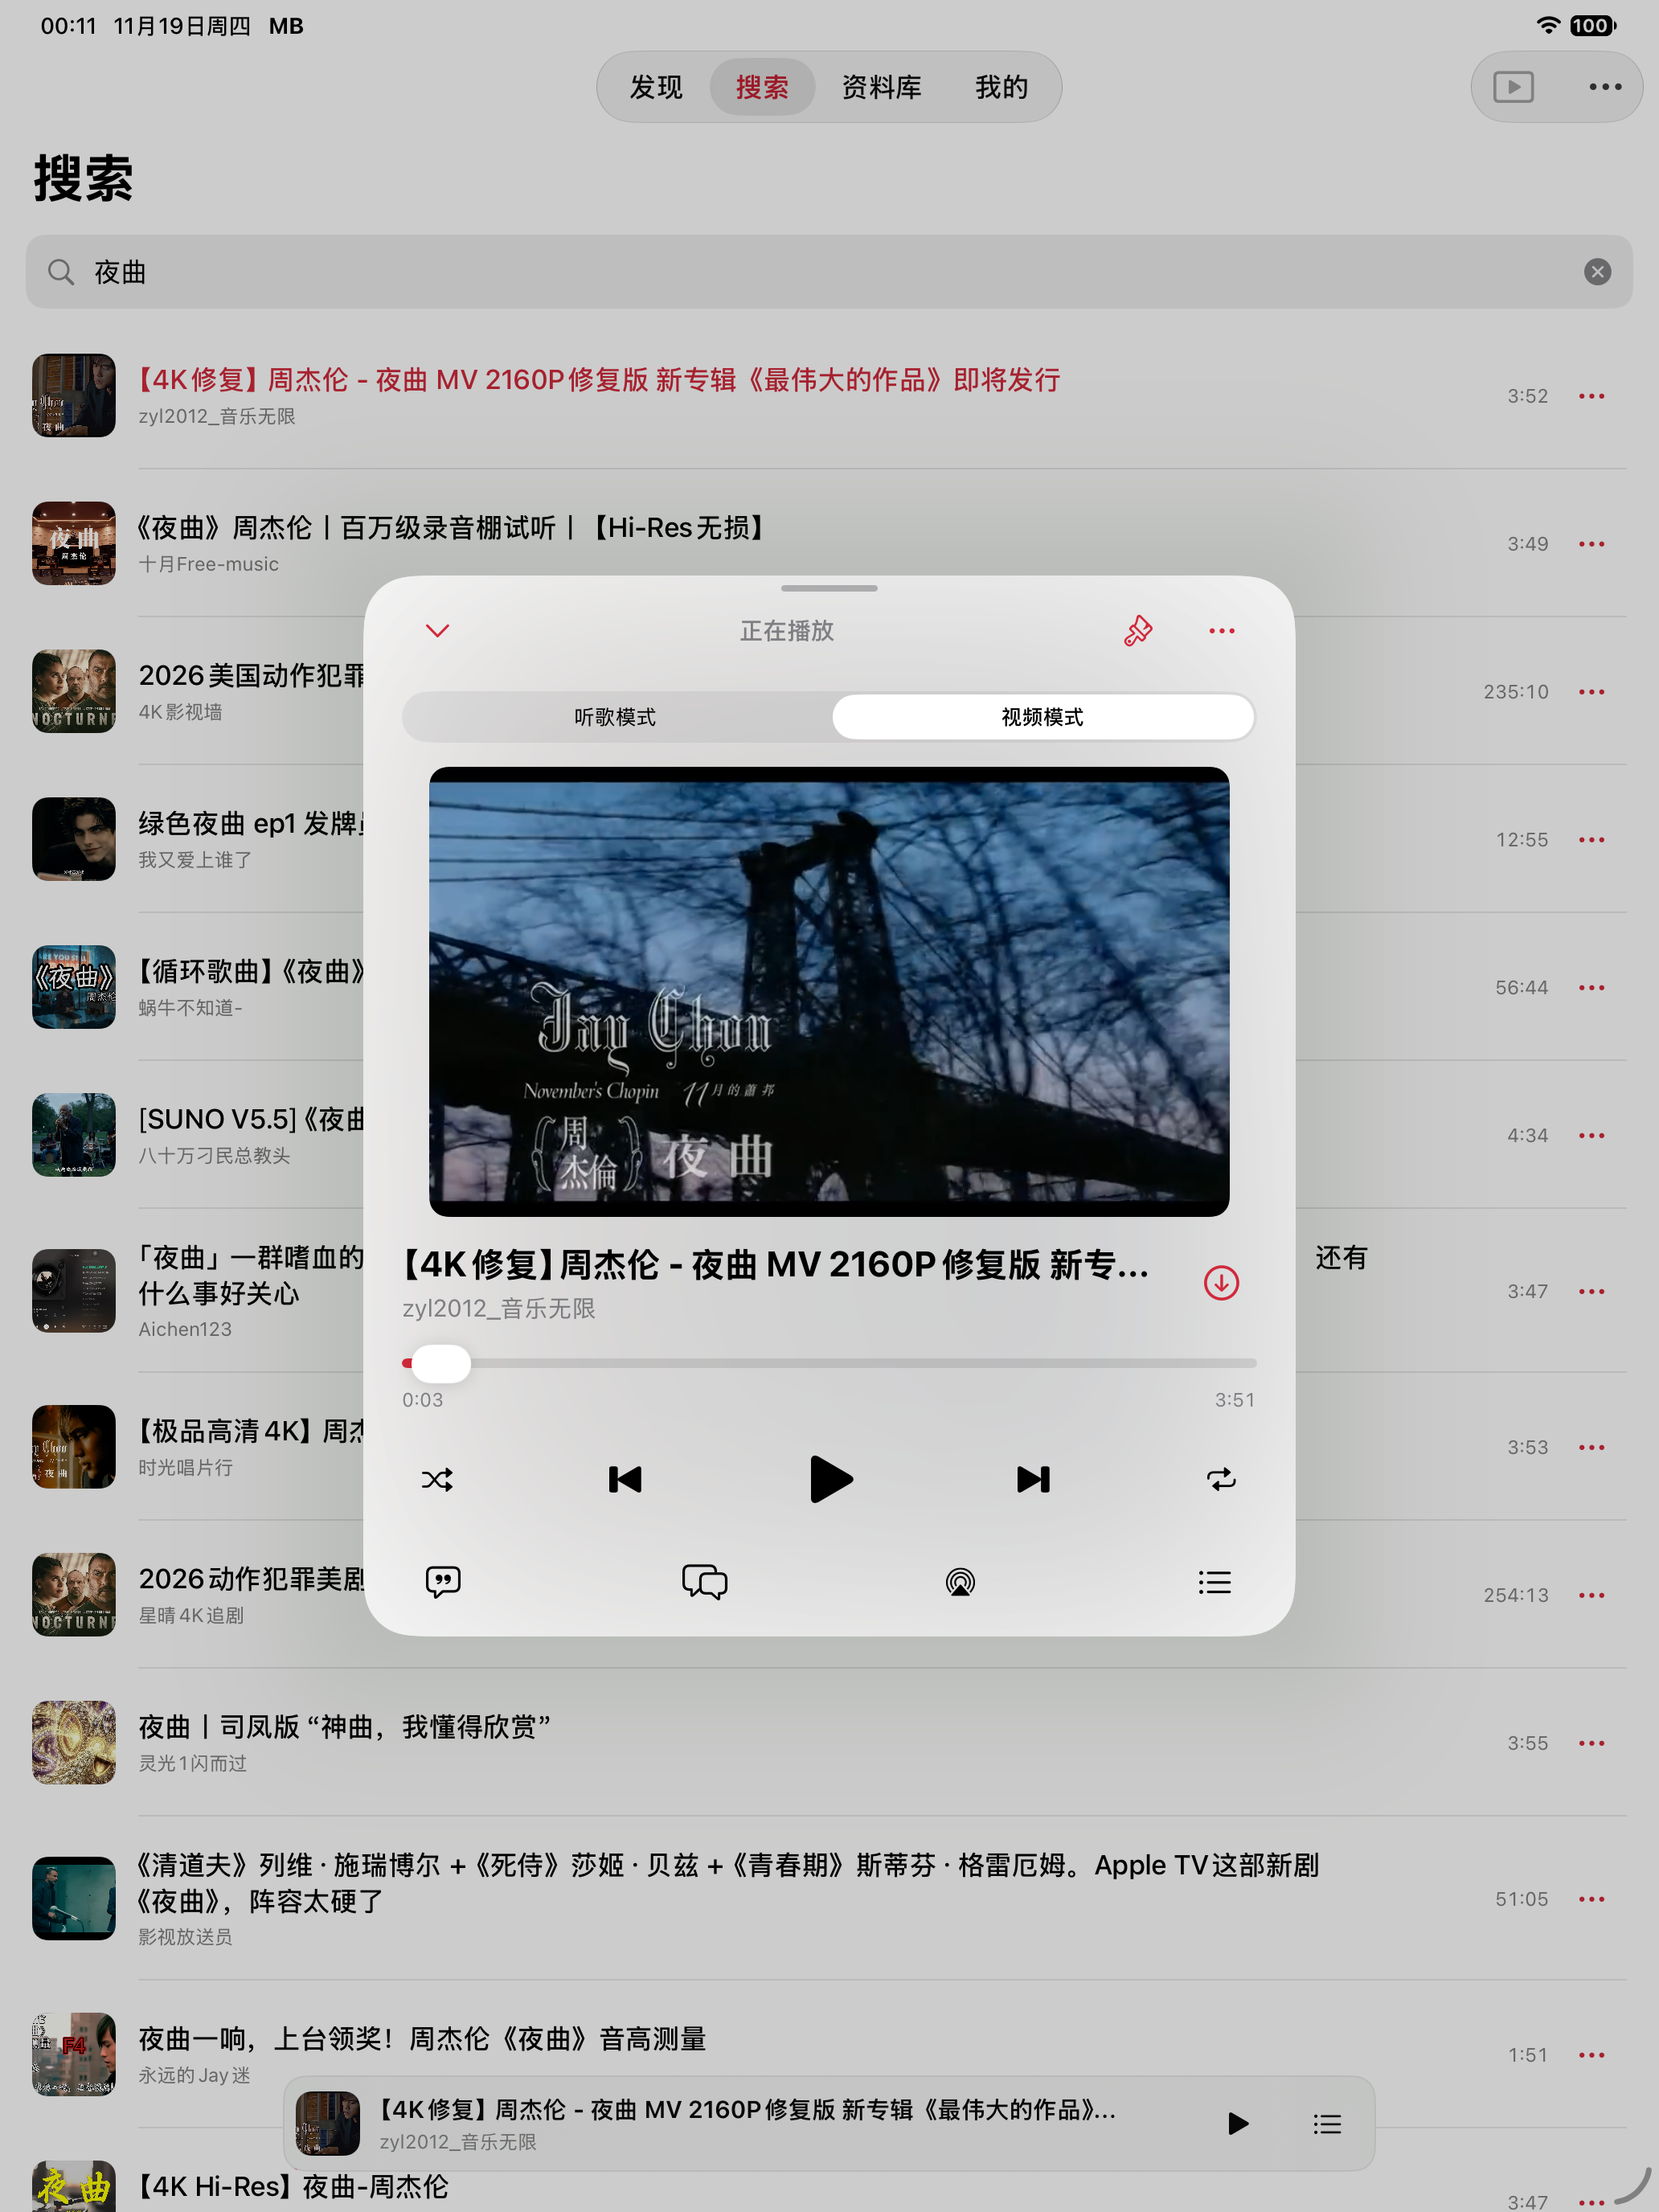 00:11 11月19日周四 MB
100
发现 搜索 资料库 我的
搜索
夜曲
【4K修复】周杰伦 - 夜曲 MV 2160P修复版 新专辑《最伟大的作品》即将发行
zyl2012_音乐无限
3:52
《夜曲》周杰伦丨百万级录音棚试听丨【Hi-Res无损】
十月Free-music
3:49
2026美国动作犯罪
4K影视墙
235:10
绿色夜曲 ep1 发牌
我又爱上谁了
12:55
【循环歌曲】《夜曲》
蜗牛不知道-
56:44
[SUNO V5.5]《夜曲
八十万刁民总教头
4:34
「夜曲」一群嗜血的
还有
什么事好关心
Aichen123
3:47
【极品高清4K】周杰
时光唱片行
3:53
2026动作犯罪美剧
星晴4K追剧
254:13
夜曲丨司凤版 “神曲，我懂得欣赏”
灵光1闪而过
3:55
《清道夫》列维·施瑞博尔 +《死侍》莎姬·贝兹 +《青春期》斯蒂芬·格雷厄姆。Apple TV这部新剧
《夜曲》，阵容太硬了
影视放送员
51:05
夜曲一响，上台领奖！周杰伦《夜曲》音高测量
永远的Jay迷
1:51
【4K Hi-Res】夜曲-周杰伦
3:47
正在播放
听歌模式 视频模式
Jay Chou
November's Chopin 11月的蕭邦
周杰倫 夜曲
【4K修复】周杰伦 - 夜曲 MV 2160P修复版 新专...
zyl2012_音乐无限
0:03 3:51
【4K修复】周杰伦 - 夜曲 MV 2160P修复版 新专辑《最伟大的作品》...
zyl2012_音乐无限
NOCTURNE
《夜曲》
周杰伦
夜曲
周杰伦
NOCTURNE
F4
夜曲